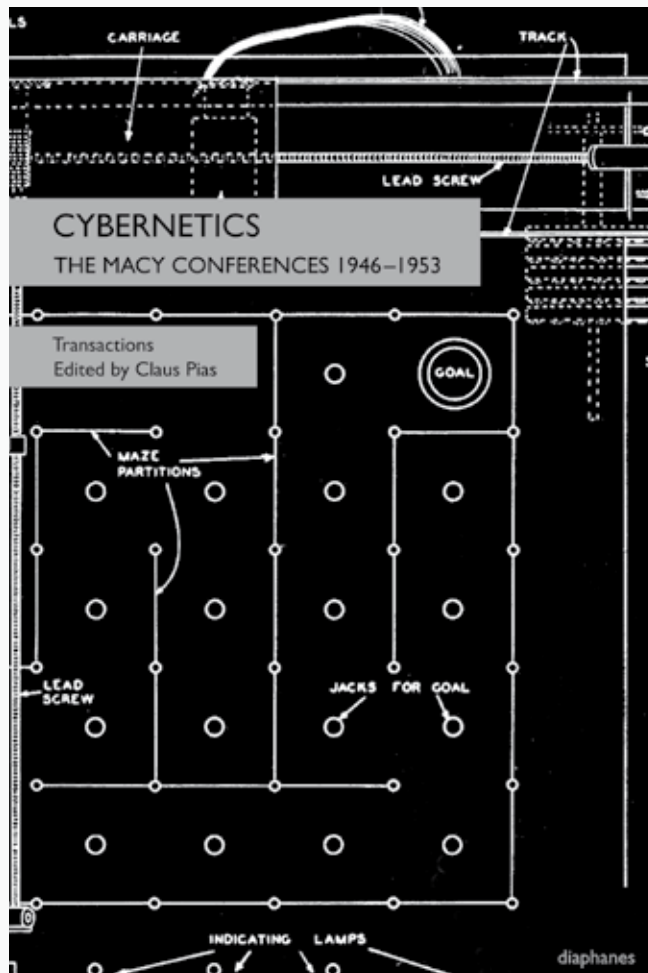 CARRIAGE
TRACK
LEAD SCREW
CYBERNETICS
THE MACY CONFERENCES 1946–1953
Transactions
Edited by Claus Pias
GOAL
MAZE
PARTITIONS
LEAD
SCREW
JACKS FOR GOAL
INDICATING LAMPS
diaphanes